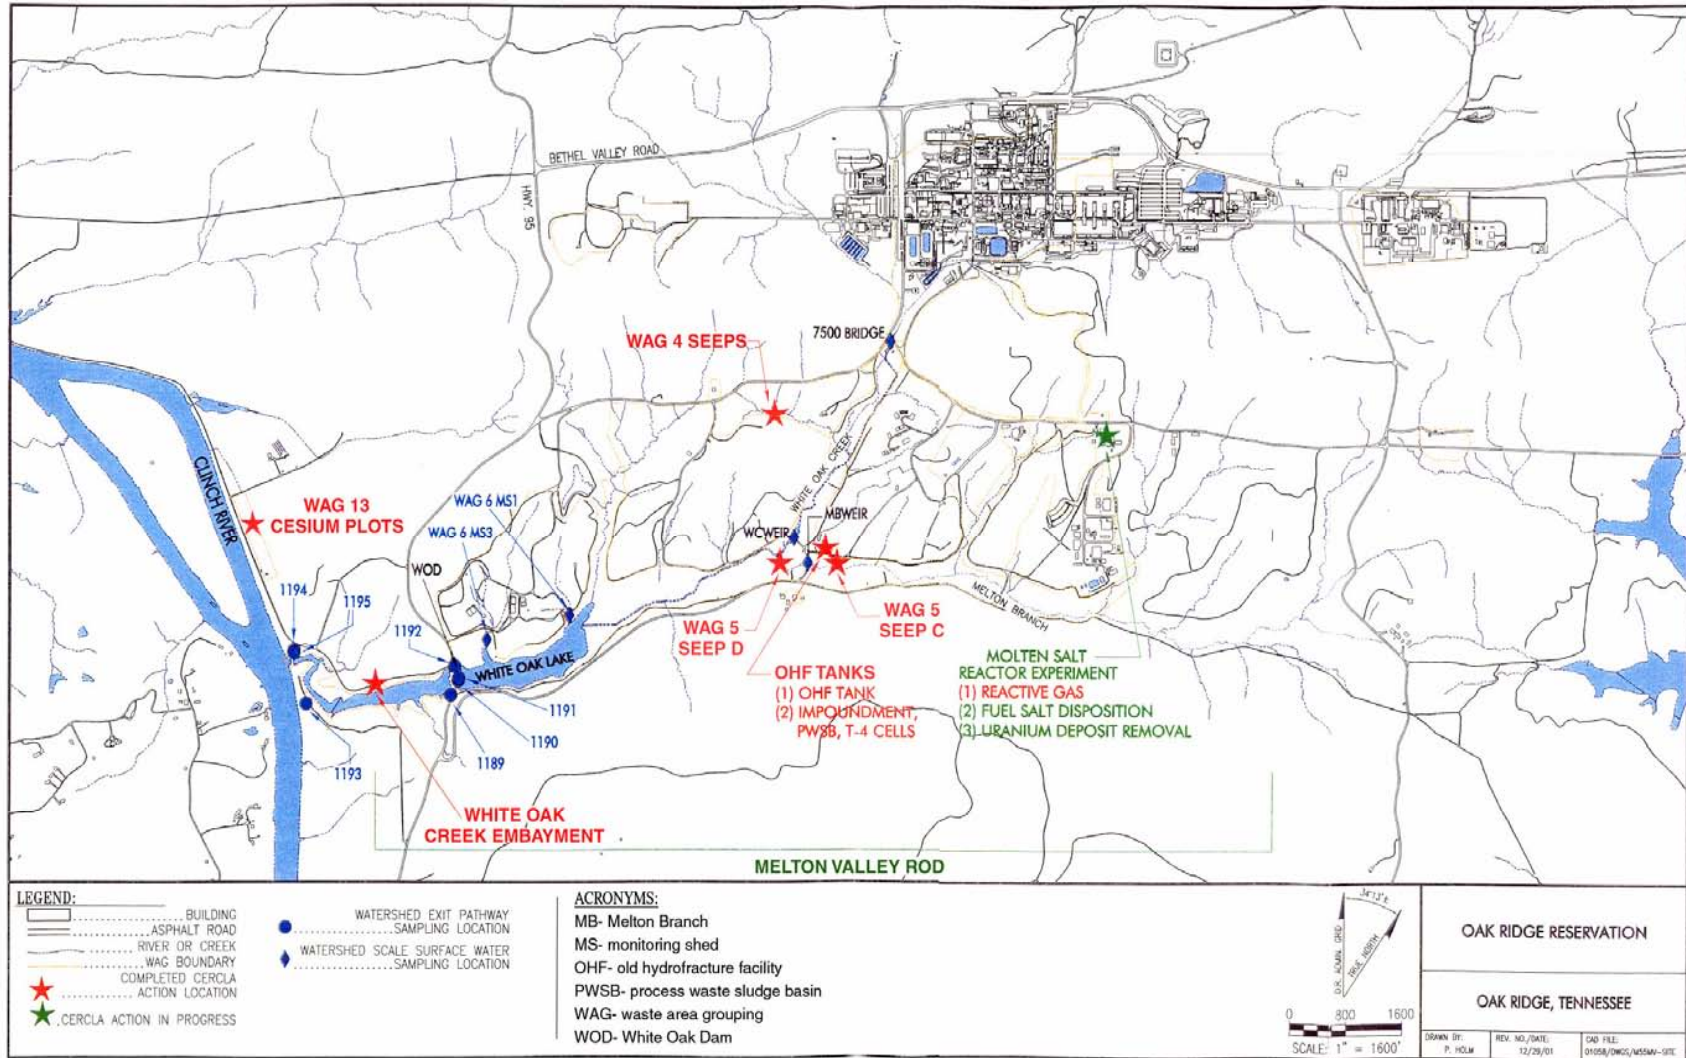 BETHEL VALLEY ROAD
HWY. 95
7500 BRIDGE
WAG 4 SEEPS
WHITE OAK CREEK
CLINCH RIVER
WAG 13
CESIUM PLOTS
WAG 6 MS1
WAG 6 MS3
WCWEIR
MBWEIR
WOD
1194
1195
1192
WHITE OAK LAKE
1191
1190
1189
1193
MELTON BRANCH
WAG 5
SEEP D
WAG 5
SEEP C
OHF TANKS
(1) OHF TANK
(2) IMPOUNDMENT,
PWSB, T-4 CELLS
MOLTEN SALT
REACTOR EXPERIMENT
(1) REACTIVE GAS
(2) FUEL SALT DISPOSITION
(3) URANIUM DEPOSIT REMOVAL
WHITE OAK
CREEK EMBAYMENT
MELTON VALLEY ROD
LEGEND:
BUILDING
ASPHALT ROAD
RIVER OR CREEK
WAG BOUNDARY
COMPLETED CERCLA
ACTION LOCATION
CERCLA ACTION IN PROGRESS
WATERSHED EXIT PATHWAY
SAMPLING LOCATION
WATERSHED SCALE SURFACE WATER
SAMPLING LOCATION
ACRONYMS:
MB- Melton Branch
MS- monitoring shed
OHF- old hydrofracture facility
PWSB- process waste sludge basin
WAG- waste area grouping
WOD- White Oak Dam
O.R. ADMIN. GRID
TRUE NORTH
0 800 1600
SCALE: 1" = 1600'
OAK RIDGE RESERVATION
OAK RIDGE, TENNESSEE
DRAWN BY:
P. HOLM
REV. NO./DATE:
12/29/01
CAD FILE: